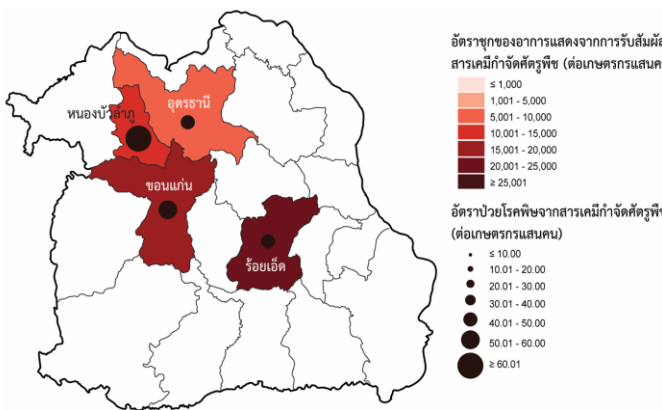 หนองบัวลำภู
อุดรธานี
ขอนแก่น
ร้อยเอ็ด
อัตราชุกของอาการแสดงจากการรับสัมผัส
สารเคมีกำจัดศัตรูพืช (ต่อเกษตรกรแสนค
≤ 1,000
1,001 - 5,000
5,001 - 10,000
10,001 - 15,000
15,001 - 20,000
20,001 - 25,000
≥ 25,001
อัตราป่วยโรคพิษจากสารเคมีกำจัดศัตรูพืช
(ต่อเกษตรกรแสนคน)
≤ 10.00
10.01 - 20.00
20.01 - 30.00
30.01 - 40.00
40.01 - 50.00
50.01 - 60.00
≥ 60.01